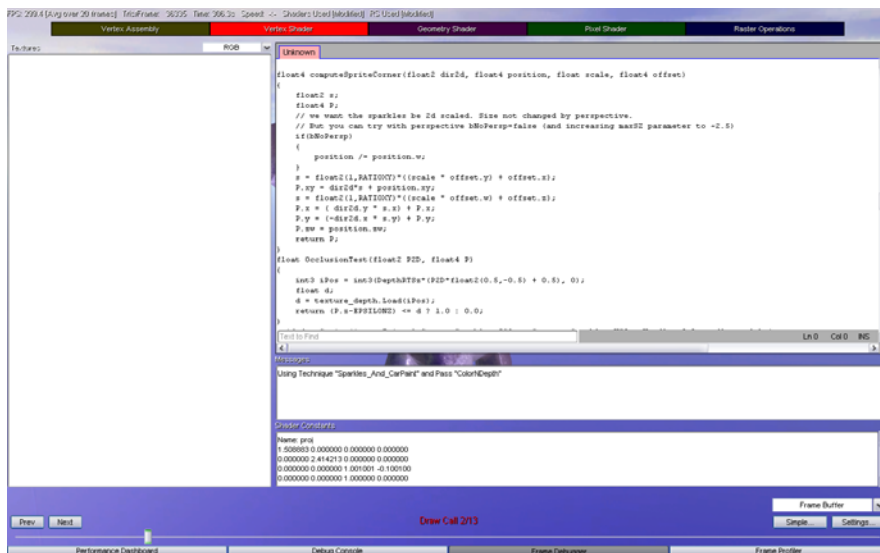 FPS: 299.4 (Avg over 20 frames) Tris/Frame: 36335 Time: 306.3s Speed: -/- Shaders Used [Modified] RS Used [Modified]
Vertex Assembly Vertex Shader Geometry Shader Pixel Shader Raster Operations
Textures RGB Unknown
float4 computeSpriteCorner(float2 dir2d, float4 position, float scale, float4 offset)
{
float2 s;
float4 P;
// we want the sparkles be 2d scaled. Size not changed by perspective.
// But you can try with perspective bNoPersp=false (and increasing maxSZ parameter to ~2.5)
if(bNoPersp)
{
position /= position.w;
}
s = float2(1,RATIOXY)*((scale * offset.y) + offset.x);
P.xy = dir2d*s + position.xy;
s = float2(1,RATIOXY)*((scale * offset.w) + offset.z);
P.x = ( dir2d.y * s.x) + P.x;
P.y = (-dir2d.x * s.y) + P.y;
P.zw = position.zw;
return P;
}
float OcclusionTest(float2 P2D, float4 P)
{
int3 iPos = int3(DepthRTSz*(P2D*float2(0.5,-0.5) + 0.5), 0);
float d;
d = texture_depth.Load(iPos);
return (P.z-EPSILONZ) <= d ? 1.0 : 0.0;
}
Text to Find Ln 0 Col 0 INS
Messages
Using Technique "Sparkles_And_CarPaint" and Pass "ColorNDepth"
Shader Constants
Name: proj
1.508883 0.000000 0.000000 0.000000
0.000000 2.414213 0.000000 0.000000
0.000000 0.000000 1.001001 -0.100100
0.000000 0.000000 1.000000 0.000000
Frame Buffer
Prev Next Draw Call 2/13 Simple... Settings...
Performance Dashboard Debug Console Frame Debugger Frame Profiler